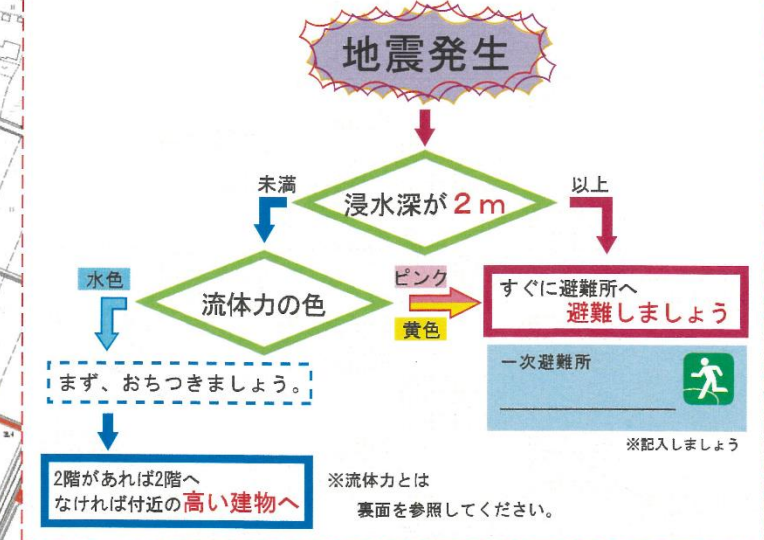 地震発生
浸水深が２ｍ
未満
以上
流体力の色
水色
ピンク
黄色
すぐに避難所へ
避難しましょう
一次避難所
※記入しましょう
まず、おちつきましょう。
2階があれば2階へ
なければ付近の高い建物へ
※流体力とは
裏面を参照してください。